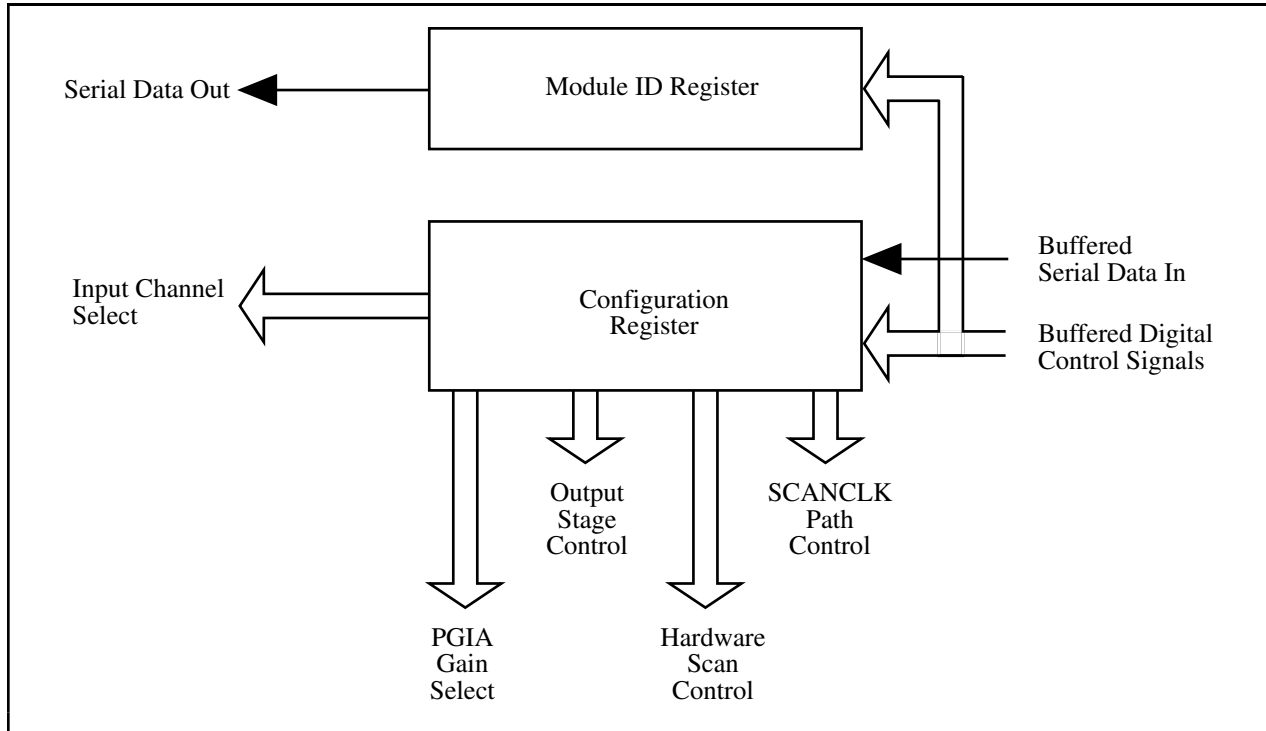 Serial Data Out
Module ID Register
Buffered
Serial Data In
Input Channel
Select
Configuration
Register
Buffered Digital
Control Signals
Output
Stage
Control
SCANCLK
Path
Control
PGIA
Gain
Select
Hardware
Scan
Control